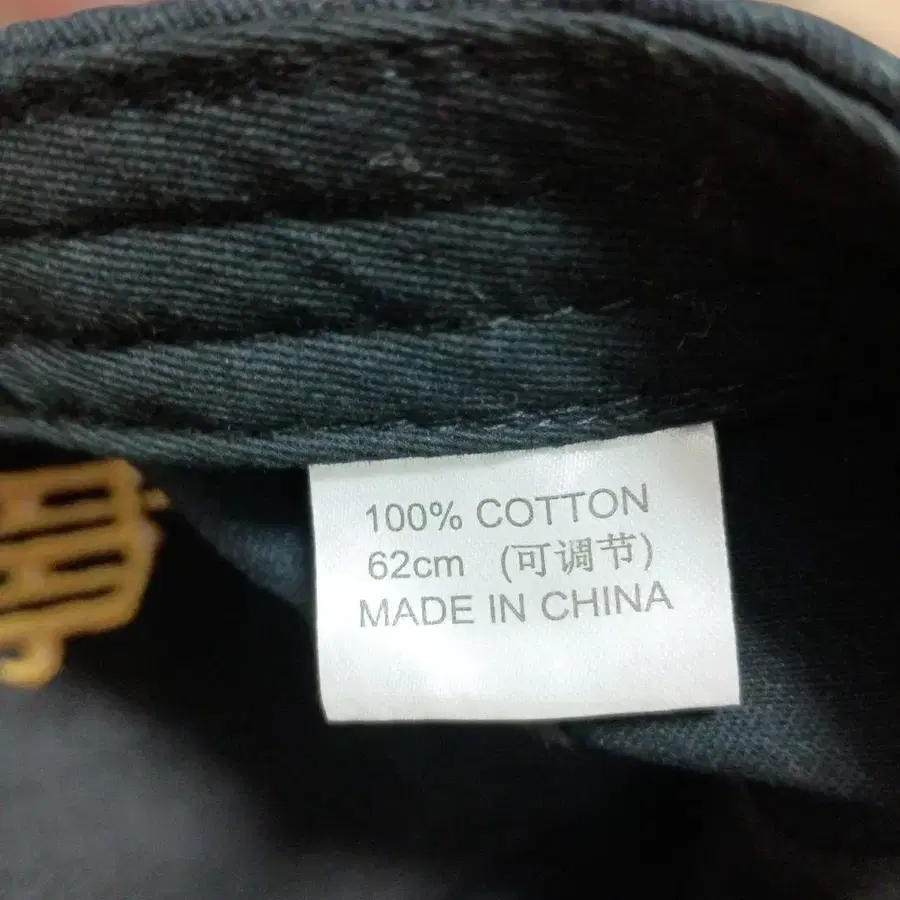 100% COTTON
62cm (可调节)
MADE IN CHINA